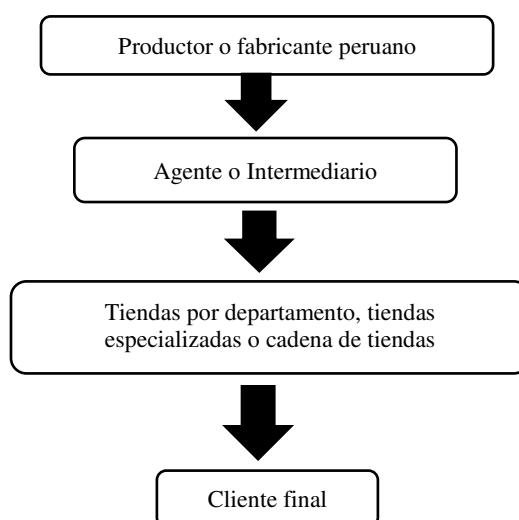 Productor o fabricante peruano
Agente o Intermediario
Tiendas por departamento, tiendas
especializadas o cadena de tiendas
Cliente final